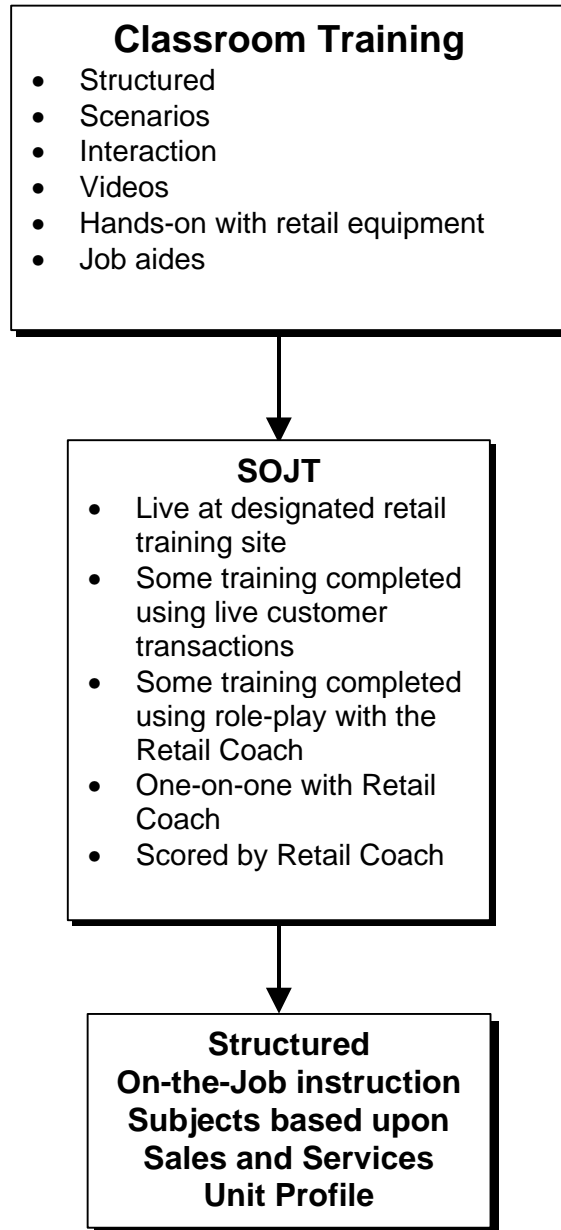 Classroom Training
• Structured
• Scenarios
• Interaction
• Videos
• Hands-on with retail equipment
• Job aides
SOJT
• Live at designated retail
training site
• Some training completed
using live customer
transactions
• Some training completed
using role-play with the
Retail Coach
• One-on-one with Retail
Coach
• Scored by Retail Coach
Structured
On-the-Job instruction
Subjects based upon
Sales and Services
Unit Profile